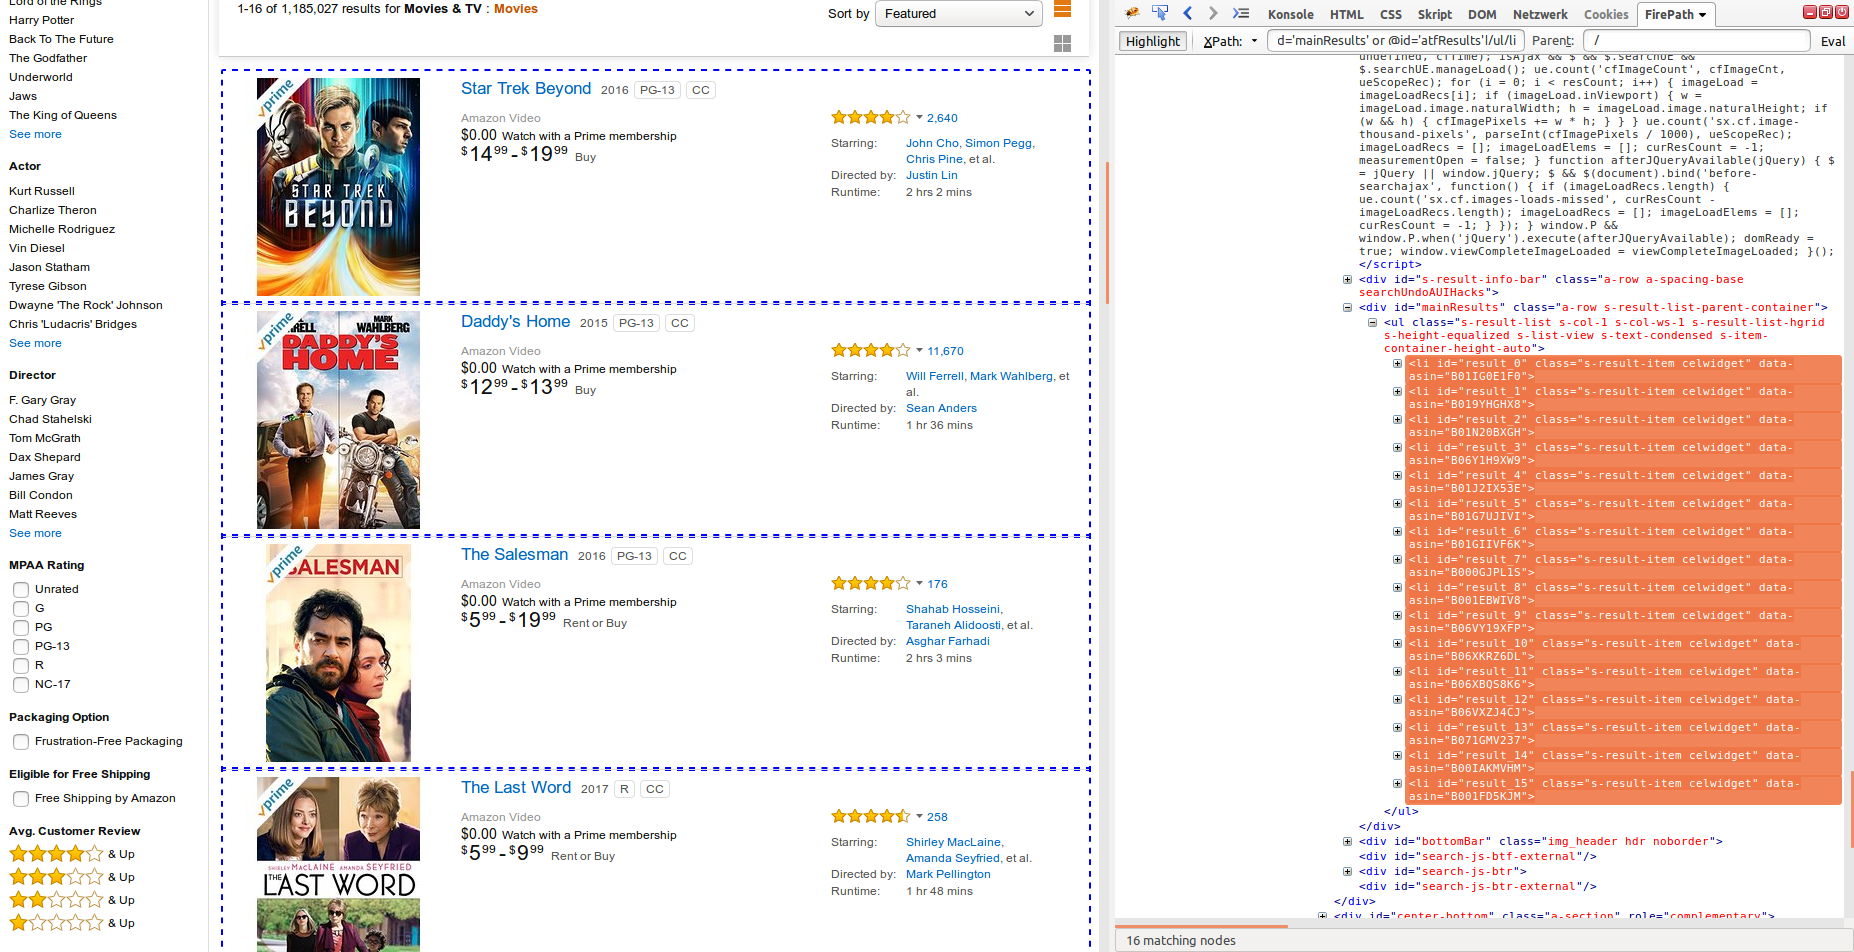 Lord of the Rings
Harry Potter
Back To The Future
The Godfather
Underworld
Jaws
The King of Queens
See more
Actor
Kurt Russell
Charlize Theron
Michelle Rodriguez
Vin Diesel
Jason Statham
Tyrese Gibson
Dwayne 'The Rock' Johnson
Chris 'Ludacris' Bridges
See more
Director
F. Gary Gray
Chad Stahelski
Tom McGrath
Dax Shepard
James Gray
Bill Condon
Matt Reeves
See more
MPAA Rating
Unrated
G
PG
PG-13
R
NC-17
Packaging Option
Frustration-Free Packaging
Eligible for Free Shipping
Free Shipping by Amazon
Avg. Customer Review
& Up
& Up
& Up
& Up
1-16 of 1,185,027 results for Movies & TV : Movies
Sort by Featured
prime
STAR TREK
BEYOND
Star Trek Beyond 2016 PG-13 CC
Amazon Video
$0.00 Watch with a Prime membership
$14 99 - $19 99 Buy
2,640
Starring: John Cho, Simon Pegg,
Chris Pine, et al.
Directed by: Justin Lin
Runtime: 2 hrs 2 mins
prime
MARK
WAHLBERG
DADDY'S
HOME
Daddy's Home 2015 PG-13 CC
Amazon Video
$0.00 Watch with a Prime membership
$12 99 - $13 99 Buy
11,670
Starring: Will Ferrell, Mark Wahlberg, et
al.
Directed by: Sean Anders
Runtime: 1 hr 36 mins
prime
SALESMAN
The Salesman 2016 PG-13 CC
Amazon Video
$0.00 Watch with a Prime membership
$5 99 - $19 99 Rent or Buy
176
Starring: Shahab Hosseini,
Taraneh Alidoosti, et al.
Directed by: Asghar Farhadi
Runtime: 2 hrs 3 mins
prime
SHIRLEY MACLAINE AMANDA SEYFRIED
THE
LAST WORD
The Last Word 2017 R CC
Amazon Video
$0.00 Watch with a Prime membership
$5 99 - $9 99 Rent or Buy
258
Starring: Shirley MacLaine,
Amanda Seyfried, et al.
Directed by: Mark Pellington
Runtime: 1 hr 48 mins
Konsole HTML CSS Skript DOM Netzwerk Cookies FirePath
Highlight XPath: d='mainResults' or @id='atfResults']/ul/li Parent: / Eval
undefined, cfTime); isAjax && $ && $.searchUE &&
$.searchUE.manageLoad(); ue.count('cfImageCount', cfImageCnt,
ueScopeRec); for (i = 0; i < resCount; i++) { imageLoad =
imageLoadRecs[i]; if (imageLoad.inViewport) { w =
imageLoad.image.naturalWidth; h = imageLoad.image.naturalHeight; if
(w && h) { cfImagePixels += w * h; } } } ue.count('sx.cf.image-
thousand-pixels', parseInt(cfImagePixels / 1000), ueScopeRec);
imageLoadRecs = []; imageLoadElems = []; curResCount = -1;
measurementOpen = false; } function afterJQueryAvailable(jQuery) { $
= jQuery || window.jQuery; $ && $(document).bind('before-
searchajax', function() { if (imageLoadRecs.length) {
ue.count('sx.cf.images-loads-missed', curResCount -
imageLoadRecs.length); imageLoadRecs = []; imageLoadElems = [];
curResCount = -1; } }); } window.P &&
window.P.when('jQuery').execute(afterJQueryAvailable); domReady =
true; window.viewCompleteImageLoaded = viewCompleteImageLoaded; }();
</script>
<div id="s-result-info-bar" class="a-row a-spacing-base
searchUndoAUIHacks">
<div id="mainResults" class="a-row s-result-list-parent-container">
<ul class="s-result-list s-col-1 s-col-ws-1 s-result-list-hgrid
s-height-equalized s-list-view s-text-condensed s-item-
container-height-auto">
<li id="result_0" class="s-result-item celwidget" data-
asin="B01IG0E1F0">
<li id="result_1" class="s-result-item celwidget" data-
asin="B019YHGHX8">
<li id="result_2" class="s-result-item celwidget" data-
asin="B01N20BXGH">
<li id="result_3" class="s-result-item celwidget" data-
asin="B06Y1H9XW9">
<li id="result_4" class="s-result-item celwidget" data-
asin="B01J2IX53E">
<li id="result_5" class="s-result-item celwidget" data-
asin="B01G7UJIVI">
<li id="result_6" class="s-result-item celwidget" data-
asin="B01GIIVF6K">
<li id="result_7" class="s-result-item celwidget" data-
asin="B000GJPL1S">
<li id="result_8" class="s-result-item celwidget" data-
asin="B001EBWIV8">
<li id="result_9" class="s-result-item celwidget" data-
asin="B06VY19XFP">
<li id="result_10" class="s-result-item celwidget" data-
asin="B06XKRZ6DL">
<li id="result_11" class="s-result-item celwidget" data-
asin="B06XBQS8K6">
<li id="result_12" class="s-result-item celwidget" data-
asin="B06VXZJ4CJ">
<li id="result_13" class="s-result-item celwidget" data-
asin="B071GMV237">
<li id="result_14" class="s-result-item celwidget" data-
asin="B00IAKMVHM">
<li id="result_15" class="s-result-item celwidget" data-
asin="B001FD5KJM">
</ul>
</div>
<div id="bottomBar" class="img_header hdr noborder">
<div id="search-js-btf-external"/>
<div id="search-js-btr">
<div id="search-js-btr-external"/>
</div>
<div id="center-bottom" class="a-section" role="complementary">
16 matching nodes